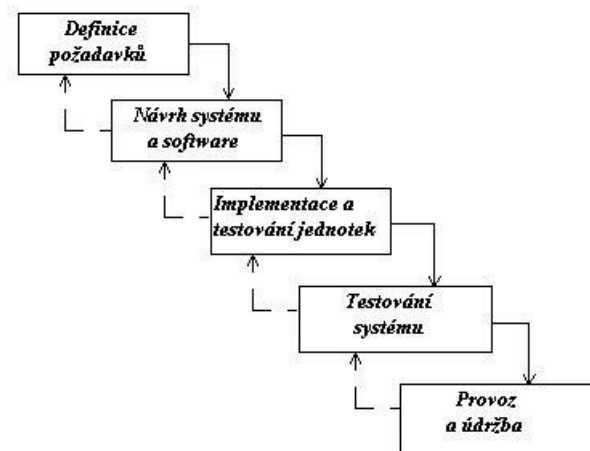 Definice
požadavků
Návrh systému
a software
Implementace a
testování jednotek
Testování
systému
Provoz
a údržba